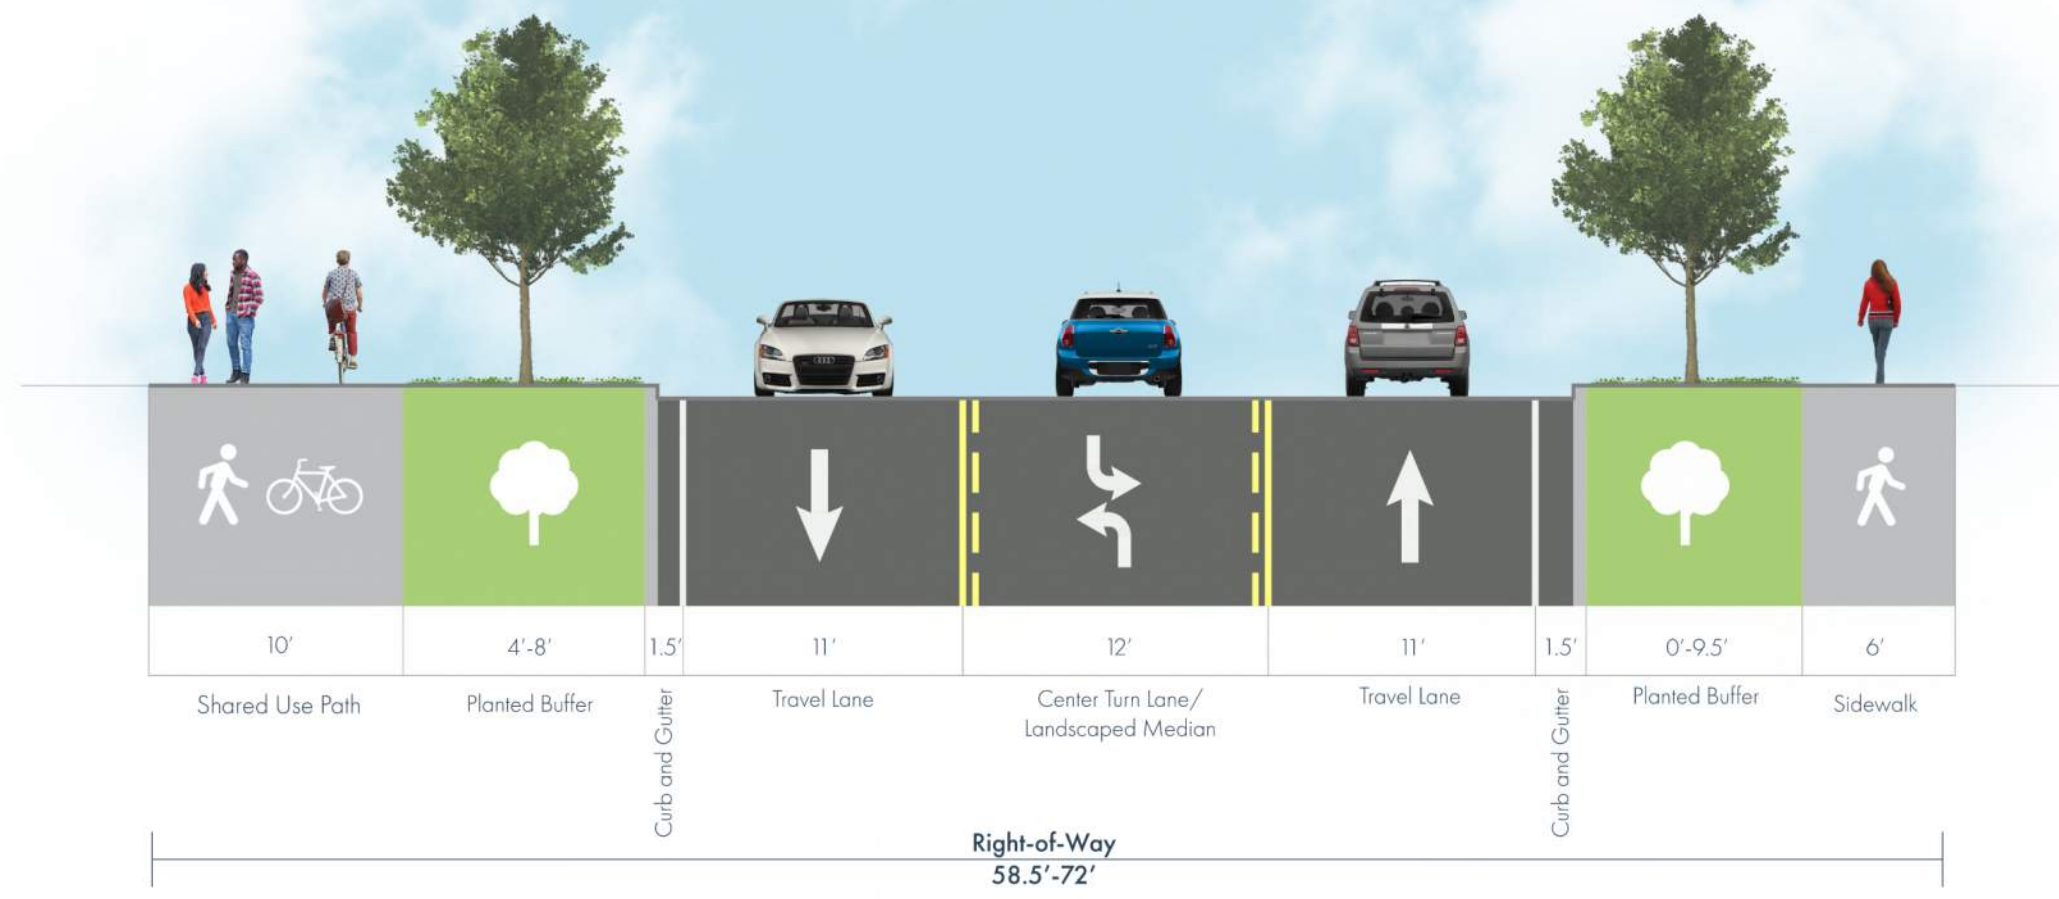 10′
4′-8′
1.5′
11′
12′
11′
1.5′
0′-9.5′
6′
Shared Use Path
Planted Buffer
Curb and Gutter
Travel Lane
Center Turn Lane/
Landscaped Median
Travel Lane
Curb and Gutter
Planted Buffer
Sidewalk
Right-of-Way
58.5′-72′